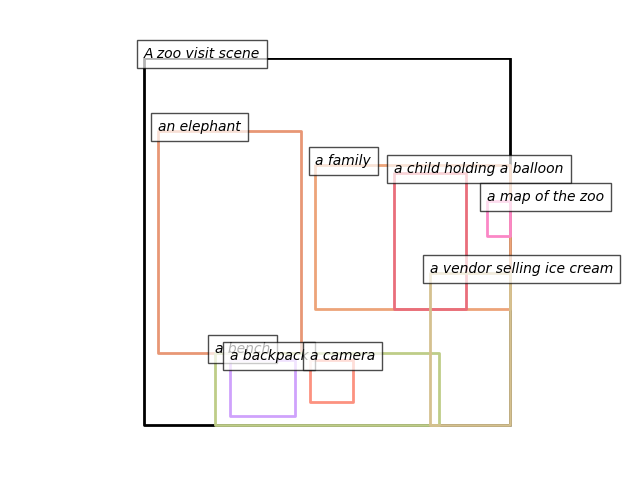 A zoo visit scene
an elephant
a family
a child holding a balloon
a map of the zoo
a vendor selling ice cream
a bench
a backpack
a camera